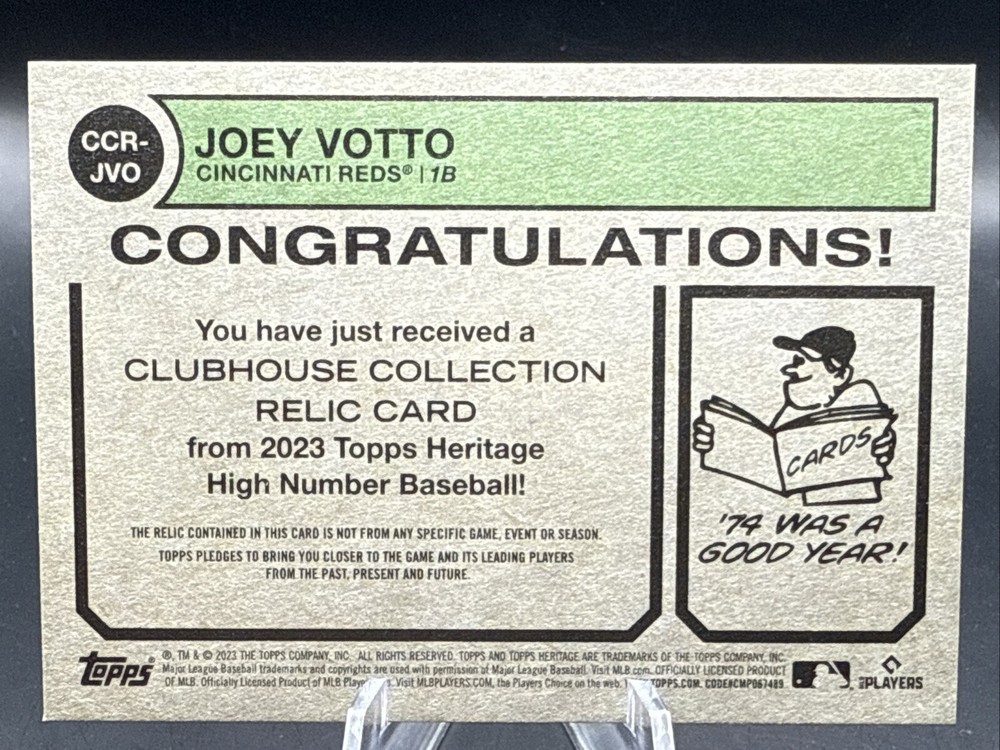 CCR-
JVO
JOEY VOTTO
CINCINNATI REDS® | 1B
CONGRATULATIONS!
You have just received a
CLUBHOUSE COLLECTION
RELIC CARD
from 2023 Topps Heritage
High Number Baseball!
THE RELIC CONTAINED IN THIS CARD IS NOT FROM ANY SPECIFIC GAME, EVENT OR SEASON.
TOPPS PLEDGES TO BRING YOU CLOSER TO THE GAME AND ITS LEADING PLAYERS
FROM THE PAST, PRESENT AND FUTURE.
CARDS
'74 WAS A
GOOD YEAR!
topps
®, TM & © 2023 THE TOPPS COMPANY, INC. ALL RIGHTS RESERVED. TOPPS AND TOPPS HERITAGE ARE TRADEMARKS OF THE TOPPS COMPANY, INC.
Major League Baseball trademarks and copyrights are used with permission of Major League Baseball. Visit MLB.com. OFFICIALLY LICENSED PRODUCT
OF MLB. Officially Licensed Product of MLB Visit MLBPLAYERS.COM, the Players Choice on the web. TOPPS.COM. CODE#CMP067489
MLB PLAYERS